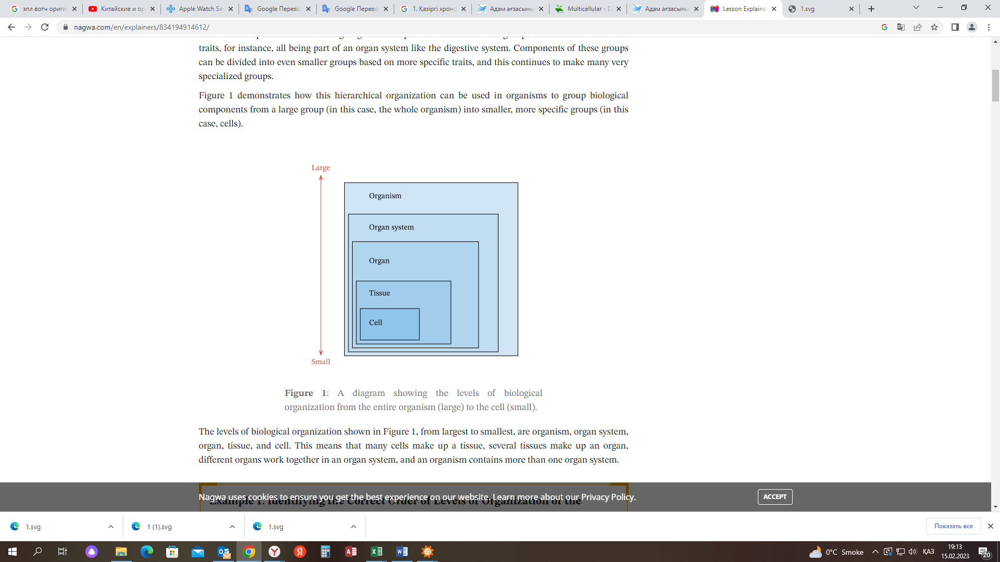 эпл вотч ориги
Китайские и ор
Apple Watch Se
Google Перево
Google Перево
1. Қазіргі хроно
Адам ағзасыны
Multicellular - D
Адам ағзасыны
Lesson Explaine
1.svg
nagwa.com/en/explainers/834194914612/
traits, for instance, all being part of an organ system like the digestive system. Components of these groups
can be divided into even smaller groups based on more specific traits, and this continues to make many very
specialized groups.
Figure 1 demonstrates how this hierarchical organization can be used in organisms to group biological
components from a large group (in this case, the whole organism) into smaller, more specific groups (in this
case, cells).
Large
Organism
Organ system
Organ
Tissue
Cell
Small
Figure 1: A diagram showing the levels of biological
organization from the entire organism (large) to the cell (small).
The levels of biological organization shown in Figure 1, from largest to smallest, are organism, organ system,
organ, tissue, and cell. This means that many cells make up a tissue, several tissues make up an organ,
different organs work together in an organ system, and an organism contains more than one organ system.
Nagwa uses cookies to ensure you get the best experience on our website. Learn more about our Privacy Policy.
ACCEPT
Example 1: Identifying the Correct Order of Levels of Organization of the
1.svg
1 (1).svg
1.svg
Показать все
0°C Smoke
ҚАЗ
19:13
15.02.2023
20